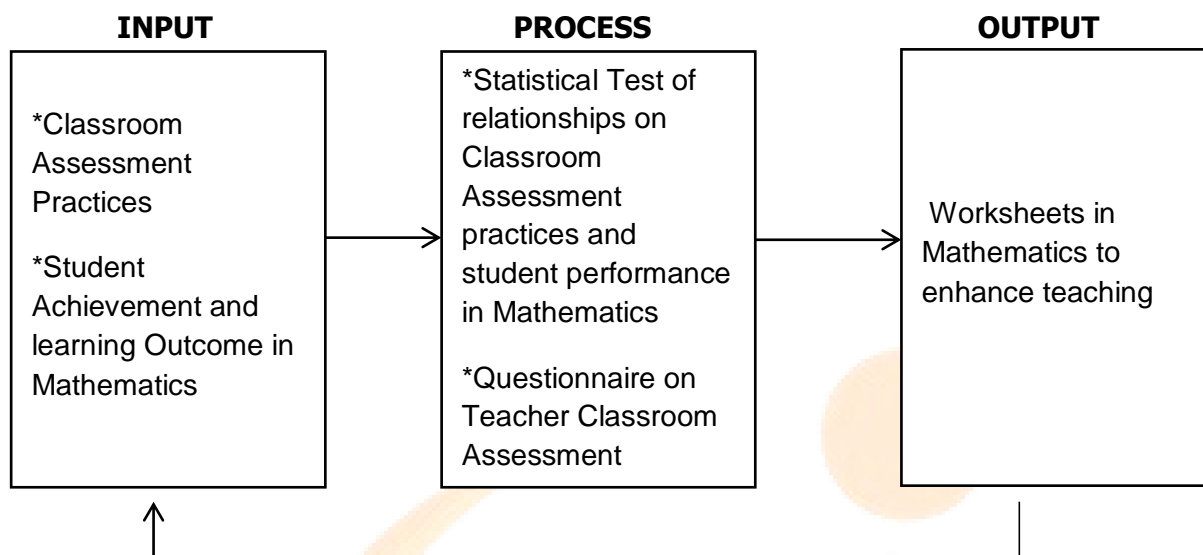 INPUT
*Classroom
Assessment
Practices
*Student
Achievement and
learning Outcome in
Mathematics
PROCESS
*Statistical Test of
relationships on
Classroom
Assessment
practices and
student performance
in Mathematics
*Questionnaire on
Teacher Classroom
Assessment
OUTPUT
Worksheets in
Mathematics to
enhance teaching